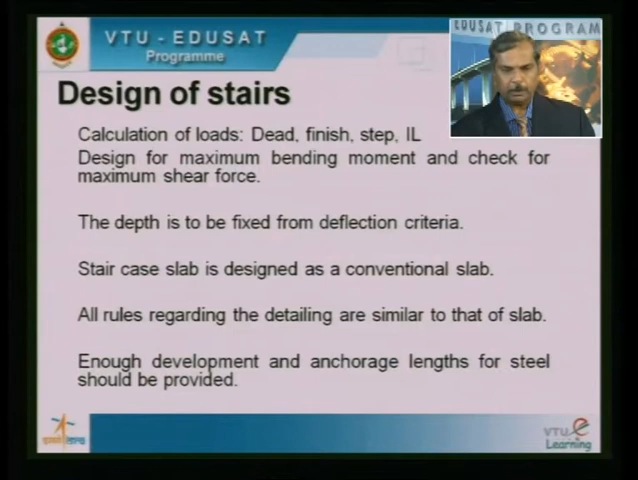 VTU - EDUSAT
Programme
EDUSAT PROGRAM
Design of stairs
Calculation of loads: Dead, finish, step, IL
Design for maximum bending moment and check for
maximum shear force.
The depth is to be fixed from deflection criteria.
Stair case slab is designed as a conventional slab.
All rules regarding the detailing are similar to that of slab.
Enough development and anchorage lengths for steel
should be provided.
VTU e
Learning